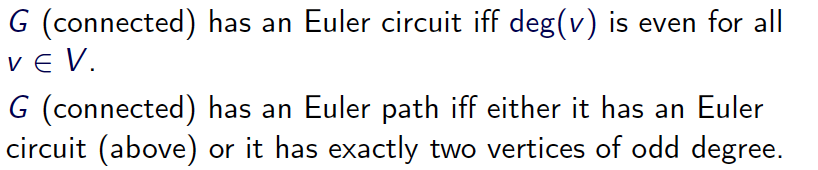 G (connected) has an Euler circuit iff deg(v) is even for all
v ∈ V.
G (connected) has an Euler path iff either it has an Euler
circuit (above) or it has exactly two vertices of odd degree.